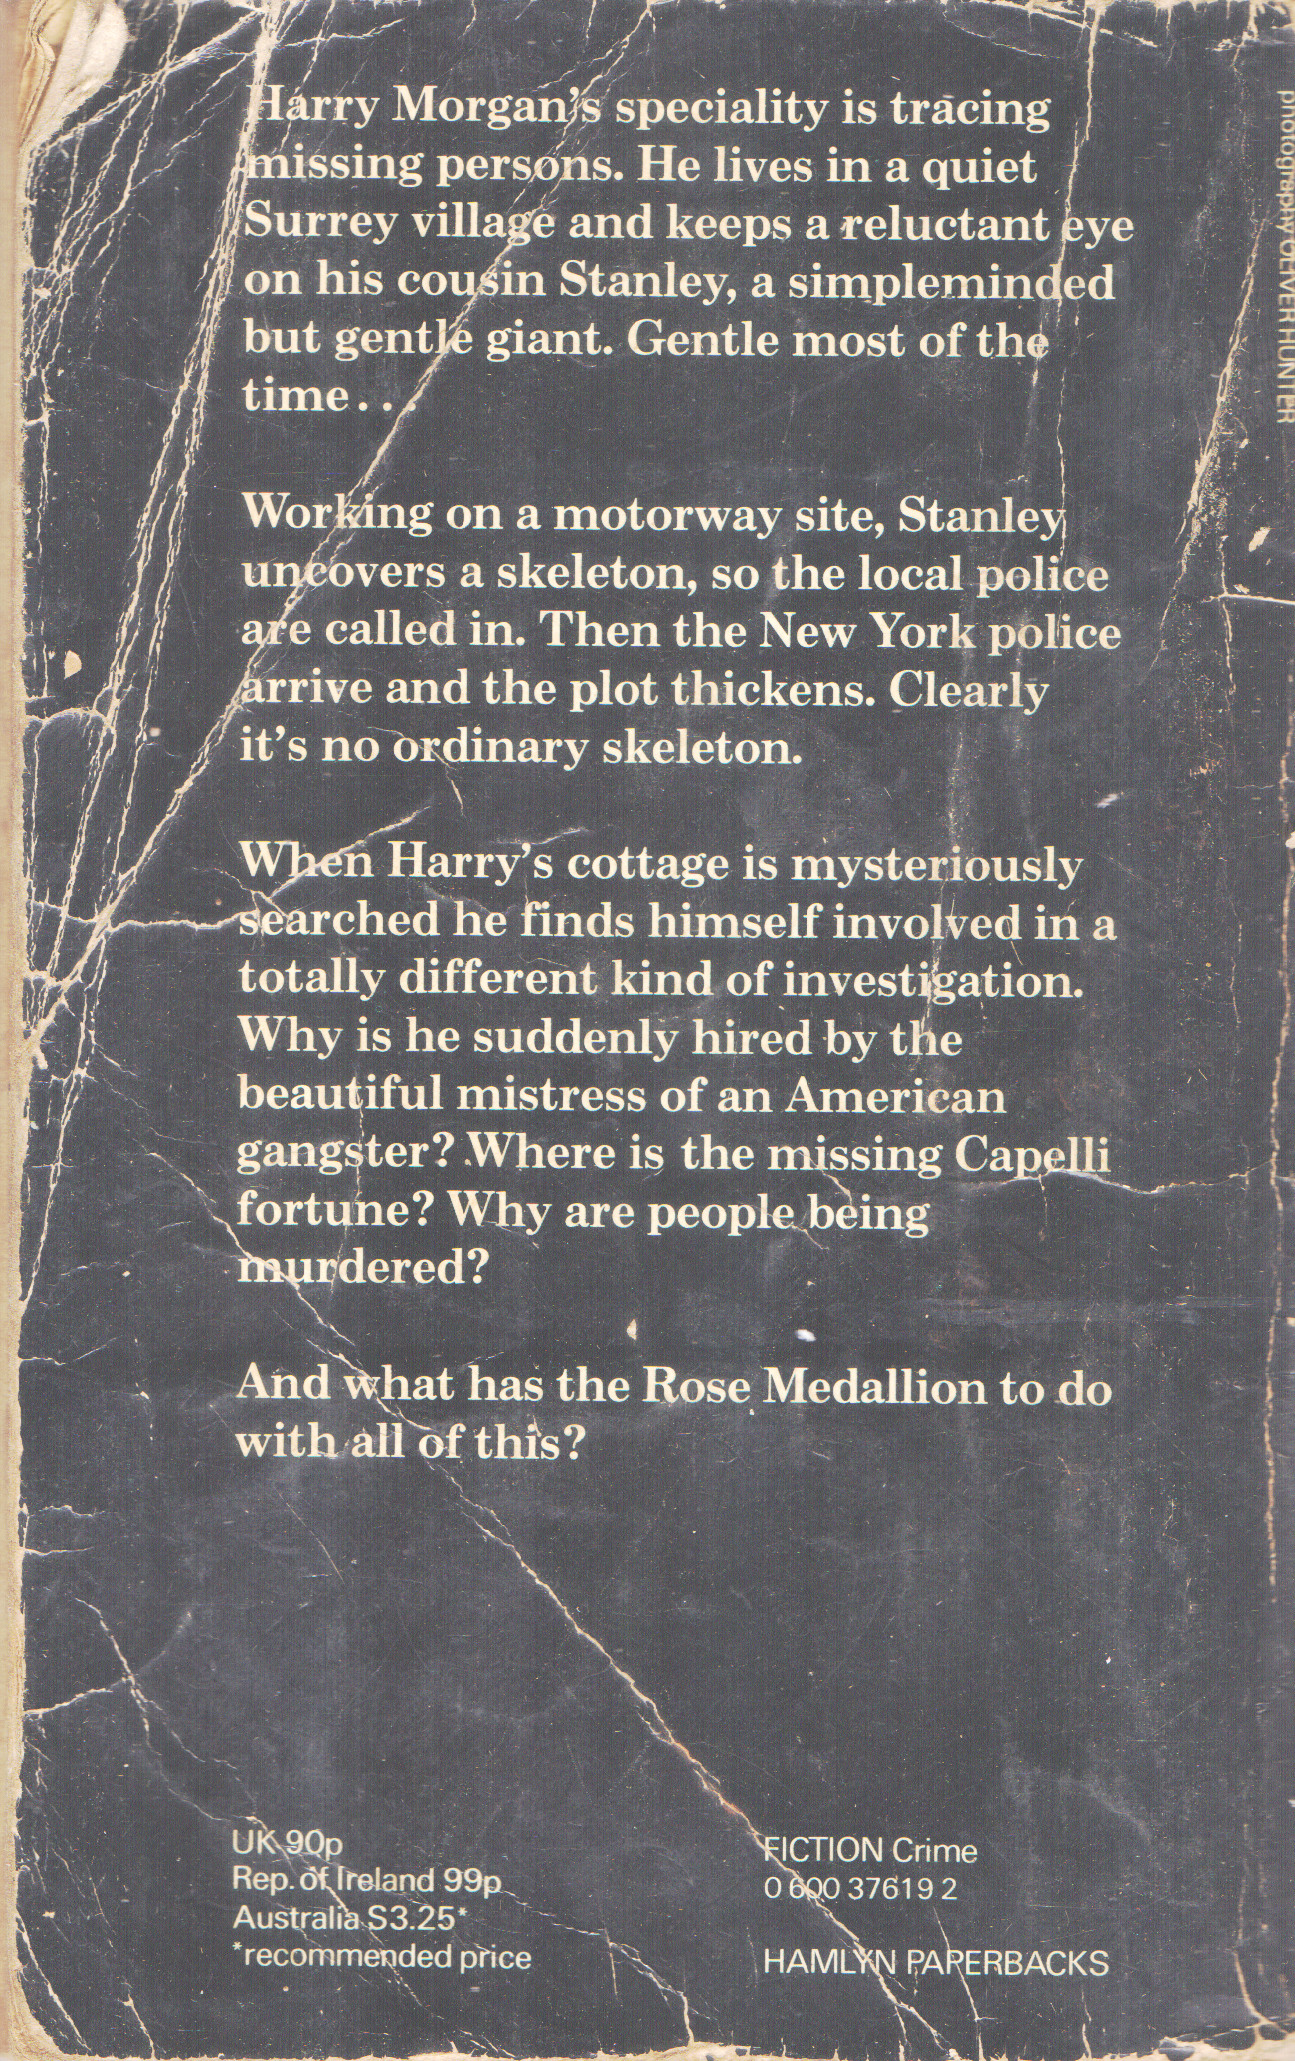 Harry Morgan's speciality is tracing
missing persons. He lives in a quiet
Surrey village and keeps a reluctant eye
on his cousin Stanley, a simpleminded
but gentle giant. Gentle most of the
time...
Working on a motorway site, Stanley
uncovers a skeleton, so the local police
are called in. Then the New York police
arrive and the plot thickens. Clearly
it's no ordinary skeleton.
When Harry's cottage is mysteriously
searched he finds himself involved in a
totally different kind of investigation.
Why is he suddenly hired by the
beautiful mistress of an American
gangster? Where is the missing Capelli
fortune? Why are people being
murdered?
And what has the Rose Medallion to do
with all of this?
UK 90p
Rep. of Ireland 99p
Australia S3.25*
*recommended price
FICTION Crime
0 600 37619 2
HAMLYN PAPERBACKS
photography OLIVER HUNTER